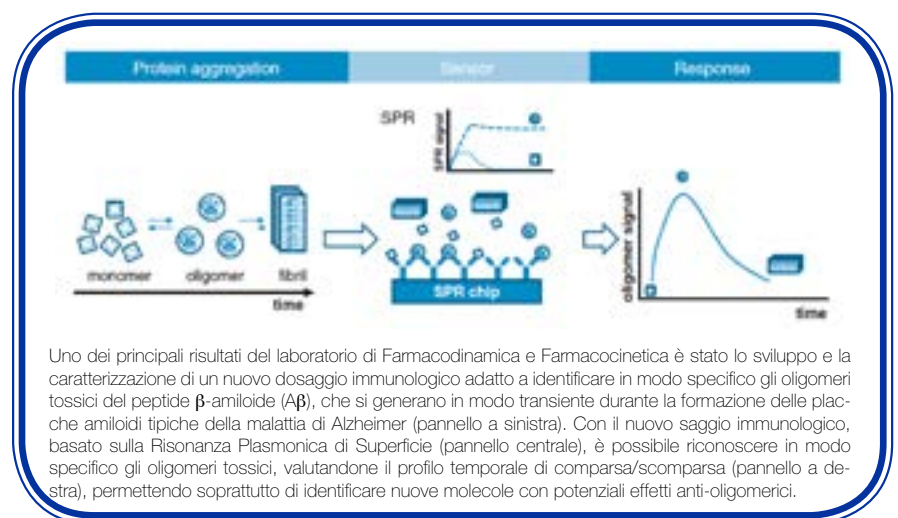 Protein aggregation
Sensor
Response
SPR
SPR signal
monomer
oligomer
fibril
time
SPR chip
oligomer signal
time
Uno dei principali risultati del laboratorio di Farmacodinamica e Farmacocinetica è stato lo sviluppo e la
caratterizzazione di un nuovo dosaggio immunologico adatto a identificare in modo specifico gli oligomeri
tossici del peptide β-amiloide (Aβ), che si generano in modo transiente durante la formazione delle plac-
che amiloidi tipiche della malattia di Alzheimer (pannello a sinistra). Con il nuovo saggio immunologico,
basato sulla Risonanza Plasmonica di Superficie (pannello centrale), è possibile riconoscere in modo
specifico gli oligomeri tossici, valutandone il profilo temporale di comparsa/scomparsa (pannello a de-
stra), permettendo soprattutto di identificare nuove molecole con potenziali effetti anti-oligomerici.